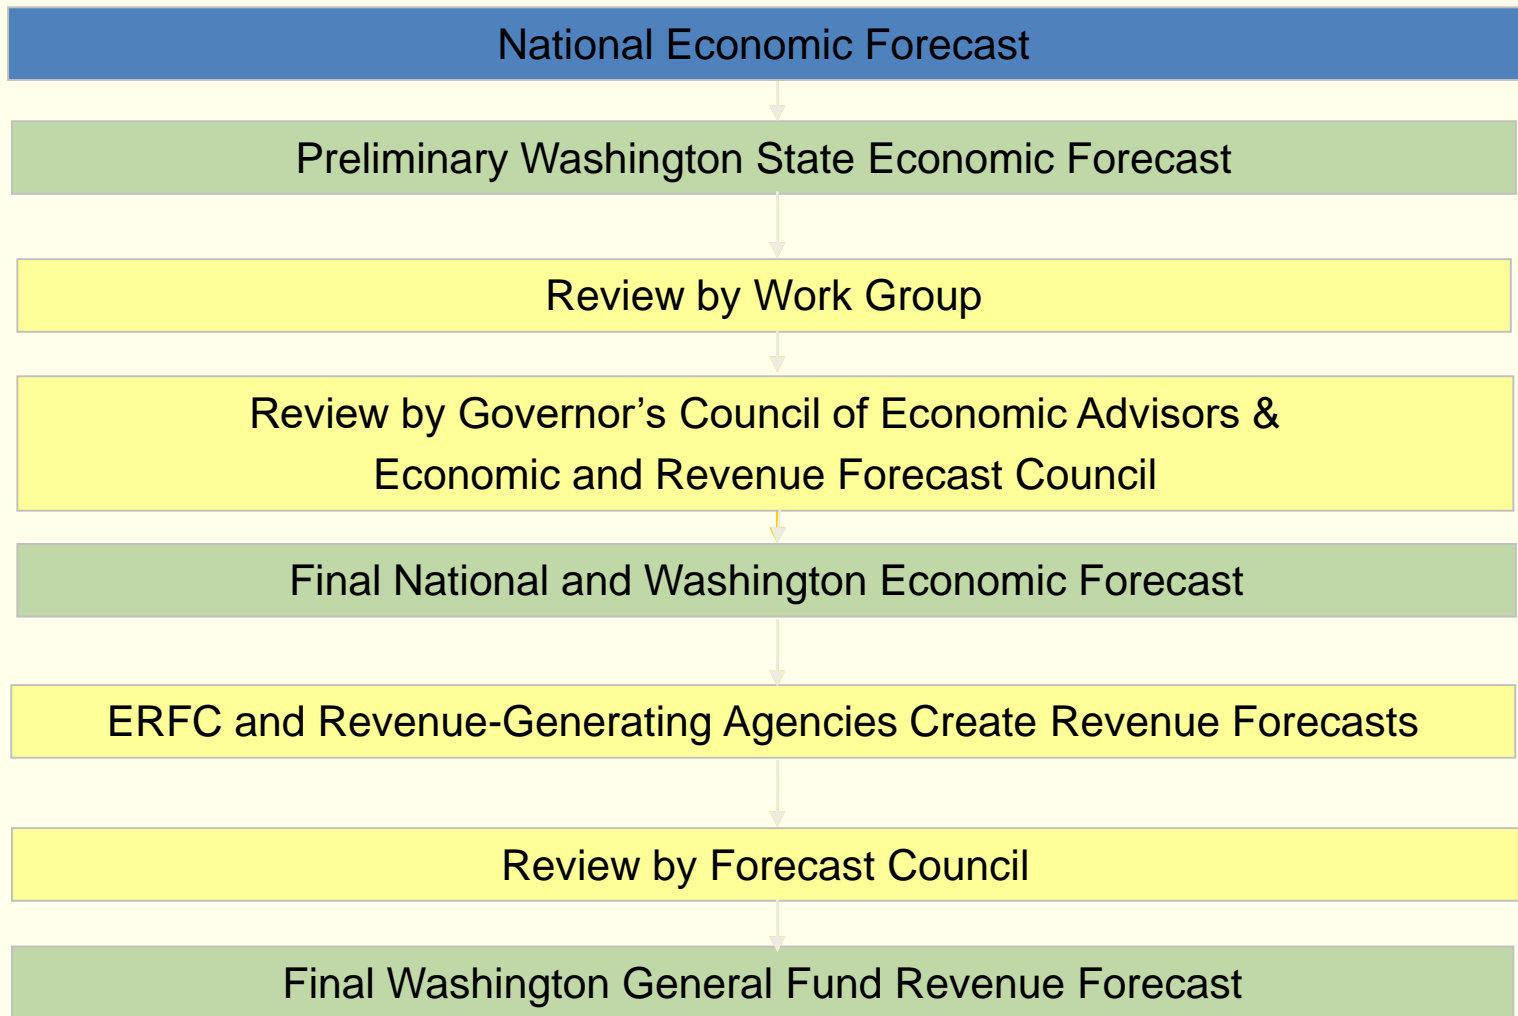 National Economic Forecast
Preliminary Washington State Economic Forecast
Review by Work Group
Review by Governor’s Council of Economic Advisors &
Economic and Revenue Forecast Council
Final National and Washington Economic Forecast
ERFC and Revenue-Generating Agencies Create Revenue Forecasts
Review by Forecast Council
Final Washington General Fund Revenue Forecast